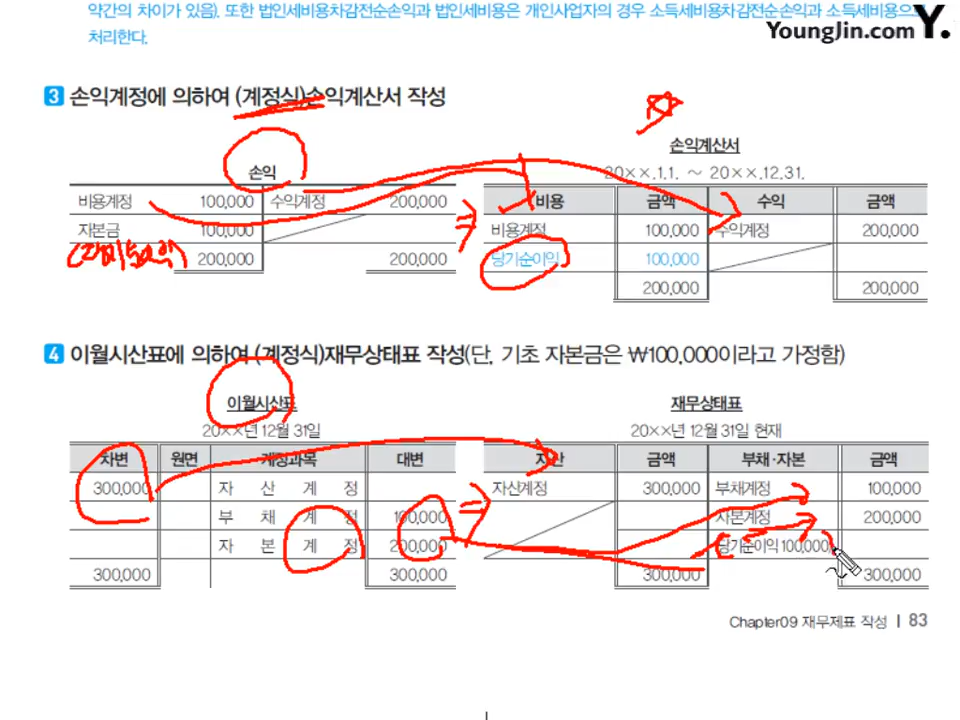 약간의 차이가 있음). 또한 법인세비용차감전순손익과 법인세비용은 개인사업자의 경우 소득세비용차감전순손익과 소득세비용으로
처리한다.
YoungJin.com Y.
3 손익계정에 의하여 (계정식)손익계산서 작성
손익
비용계정 100,000 수익계정 200,000
자본금 100,000
200,000 200,000
손익계산서
20××.1.1. ~ 20××.12.31.
비용 금액 수익 금액
비용계정 100,000 수익계정 200,000
당기순이익 100,000
200,000 200,000
4 이월시산표에 의하여 (계정식)재무상태표 작성(단, 기초 자본금은 ₩100,000이라고 가정함)
이월시산표
20××년 12월 31일
차변 원면 계정과목 대변
300,000 자 산 계 정
부 채 계 정 100,000
자 본 계 정 200,000
300,000 300,000
재무상태표
20××년 12월 31일 현재
자산 금액 부채·자본 금액
자산계정 300,000 부채계정 100,000
자본계정 200,000
당기순이익 100,000
300,000 300,000
Chapter09 재무제표 작성 | 83